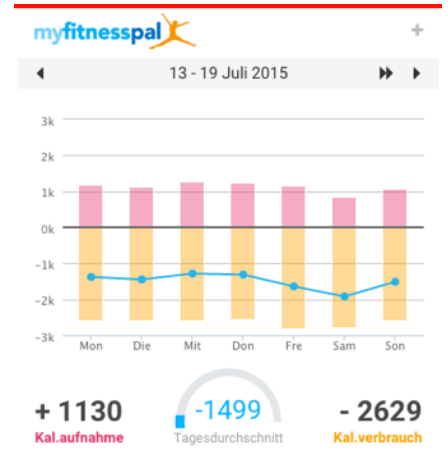 myfitnesspal
13 - 19 Juli 2015
3k
2k
1k
0k
-1k
-2k
-3k
Mon Die Mit Don Fre Sam Son
+ 1130 -1499 - 2629
Kal.aufnahme Tagesdurchschnitt Kal.verbrauch